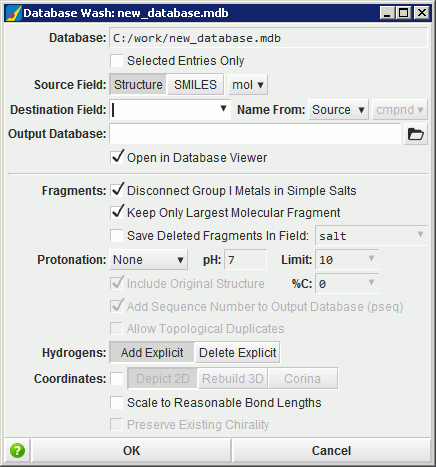 Database Wash: new_database.mdb
Database: C:/work/new_database.mdb
Selected Entries Only
Source Field: Structure SMILES mol
Destination Field: Name From: Source cmpnd
Output Database:
Open in Database Viewer
Fragments: Disconnect Group I Metals in Simple Salts
Keep Only Largest Molecular Fragment
Save Deleted Fragments In Field: salt
Protonation: None pH: 7 Limit: 10
Include Original Structure %C: 0
Add Sequence Number to Output Database (pseq)
Allow Topological Duplicates
Hydrogens: Add Explicit Delete Explicit
Coordinates: Depict 2D Rebuild 3D Corina
Scale to Reasonable Bond Lengths
Preserve Existing Chirality
? OK Cancel